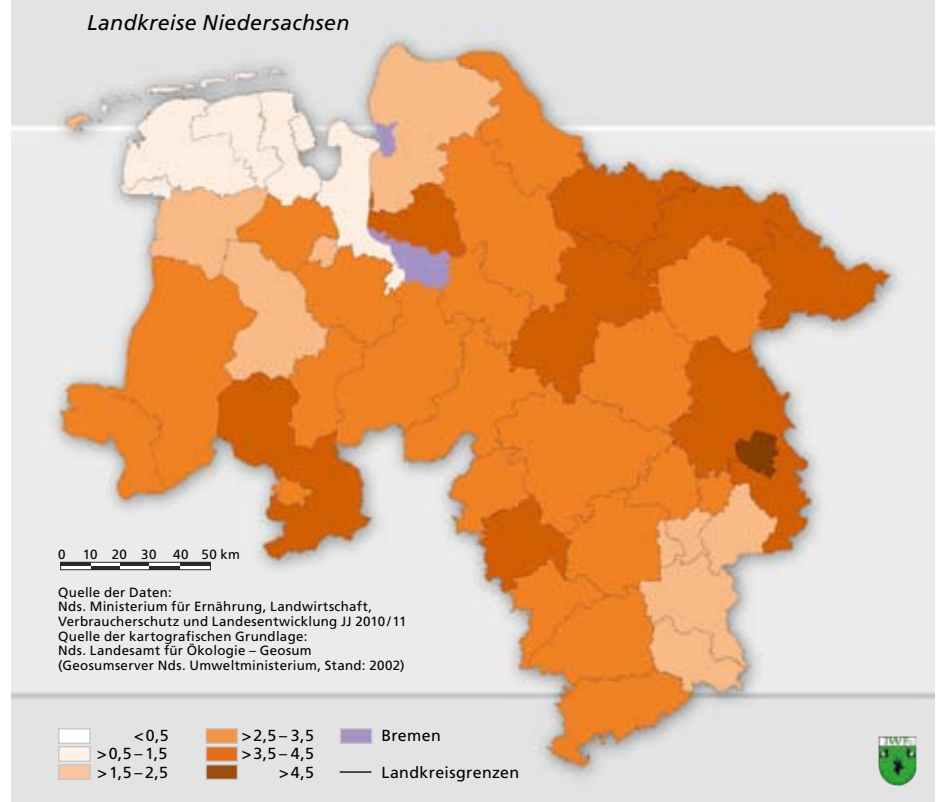 Landkreise Niedersachsen
0 10 20 30 40 50 km
Quelle der Daten:
Nds. Ministerium für Ernährung, Landwirtschaft,
Verbraucherschutz und Landesentwicklung JJ 2010/11
Quelle der kartografischen Grundlage:
Nds. Landesamt für Ökologie – Geosum
(Geosumserver Nds. Umweltministerium, Stand: 2002)
<0,5
>0,5–1,5
>1,5–2,5
>2,5–3,5
>3,5–4,5
>4,5
Bremen
Landkreisgrenzen